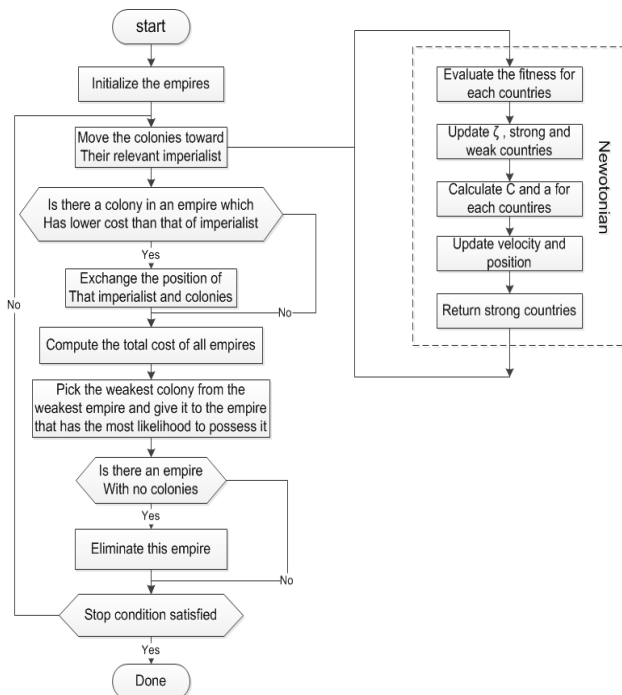 start
Initialize the empires
Move the colonies toward
Their relevant imperialist
Is there a colony in an empire which
Has lower cost than that of imperialist
Yes
Exchange the position of
That imperialist and colonies
No
No
Compute the total cost of all empires
Pick the weakest colony from the
weakest empire and give it to the empire
that has the most likelihood to possess it
Is there an empire
With no colonies
Yes
Eliminate this empire
No
Stop condition satisfied
Yes
Done
Evaluate the fitness for
each countries
Update ζ , strong and
weak countries
Calculate C and a for
each countires
Update velocity and
position
Return strong countries
Newotonian